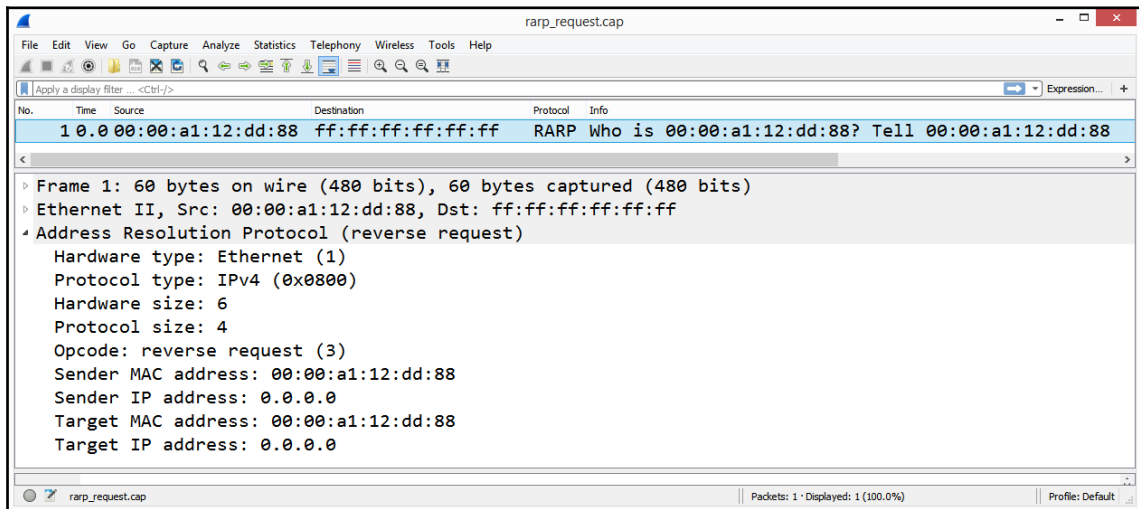 rarp_request.cap
File Edit View Go Capture Analyze Statistics Telephony Wireless Tools Help
Apply a display filter ... <Ctrl-/> Expression... +
No. Time Source Destination Protocol Info
1 0.0 00:00:a1:12:dd:88 ff:ff:ff:ff:ff:ff RARP Who is 00:00:a1:12:dd:88? Tell 00:00:a1:12:dd:88
Frame 1: 60 bytes on wire (480 bits), 60 bytes captured (480 bits)
Ethernet II, Src: 00:00:a1:12:dd:88, Dst: ff:ff:ff:ff:ff:ff
Address Resolution Protocol (reverse request)
Hardware type: Ethernet (1)
Protocol type: IPv4 (0x0800)
Hardware size: 6
Protocol size: 4
Opcode: reverse request (3)
Sender MAC address: 00:00:a1:12:dd:88
Sender IP address: 0.0.0.0
Target MAC address: 00:00:a1:12:dd:88
Target IP address: 0.0.0.0
rarp_request.cap Packets: 1 · Displayed: 1 (100.0%) Profile: Default